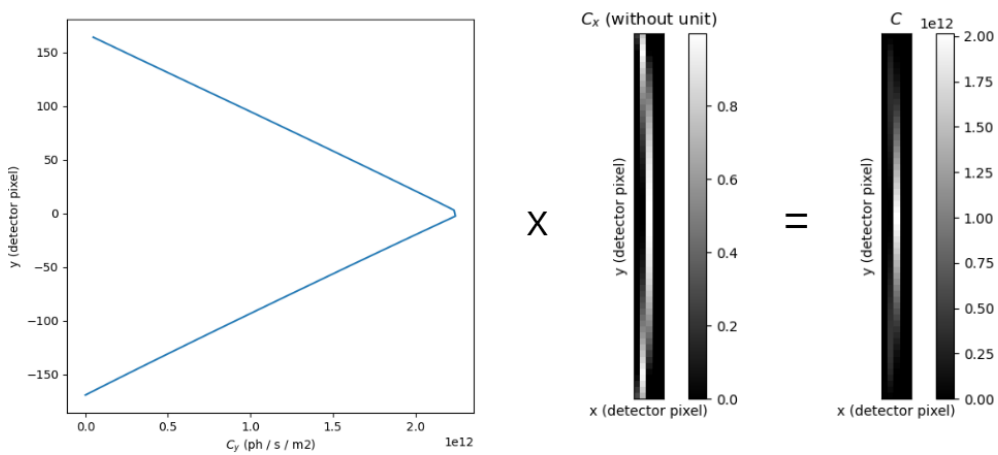 y (detector pixel)
150
100
50
0
−50
−100
−150
0.0
0.5
1.0
1.5
2.0
1e12
C_y (ph / s / m2)
X
C_x (without unit)
y (detector pixel)
x (detector pixel)
0.8
0.6
0.4
0.2
0.0
=
C
1e12
y (detector pixel)
x (detector pixel)
2.00
1.75
1.50
1.25
1.00
0.75
0.50
0.25
0.00